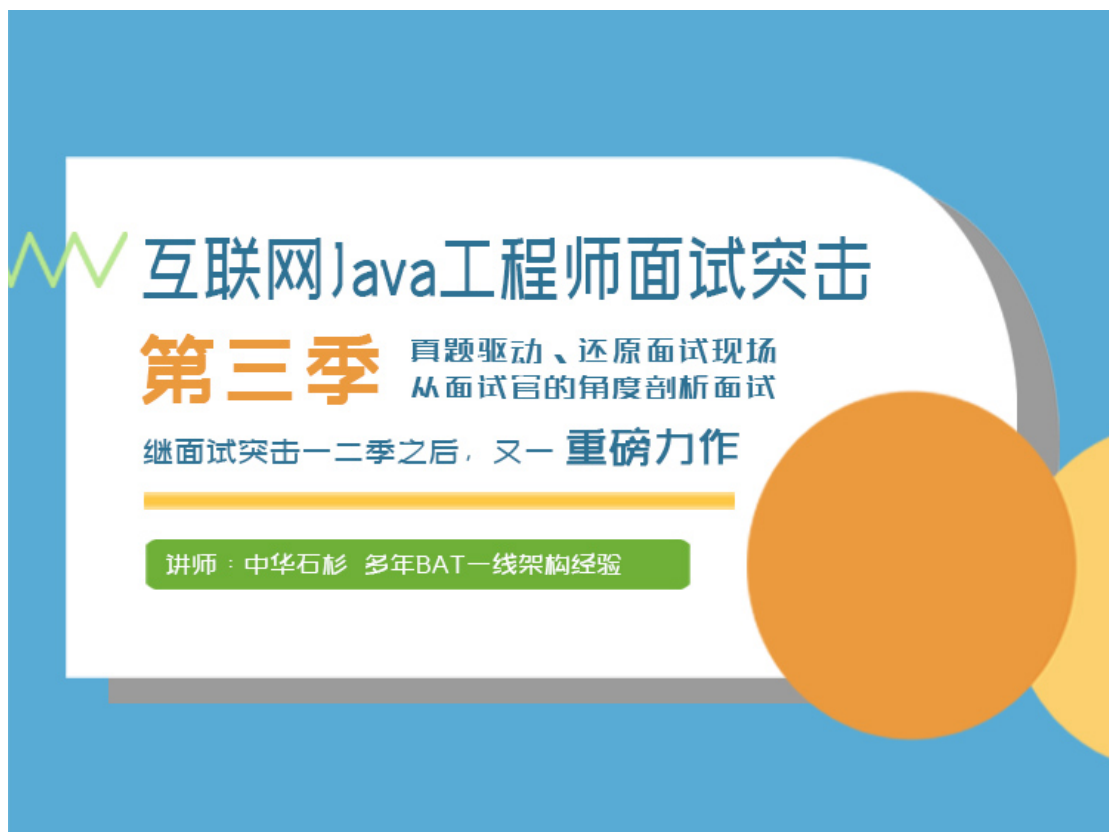 互联网Java工程师面试突击
第三季
真题驱动、还原面试现场
从面试官的角度剖析面试
继面试突击一二季之后，又一 重磅力作
讲师：中华石杉 多年BAT一线架构经验